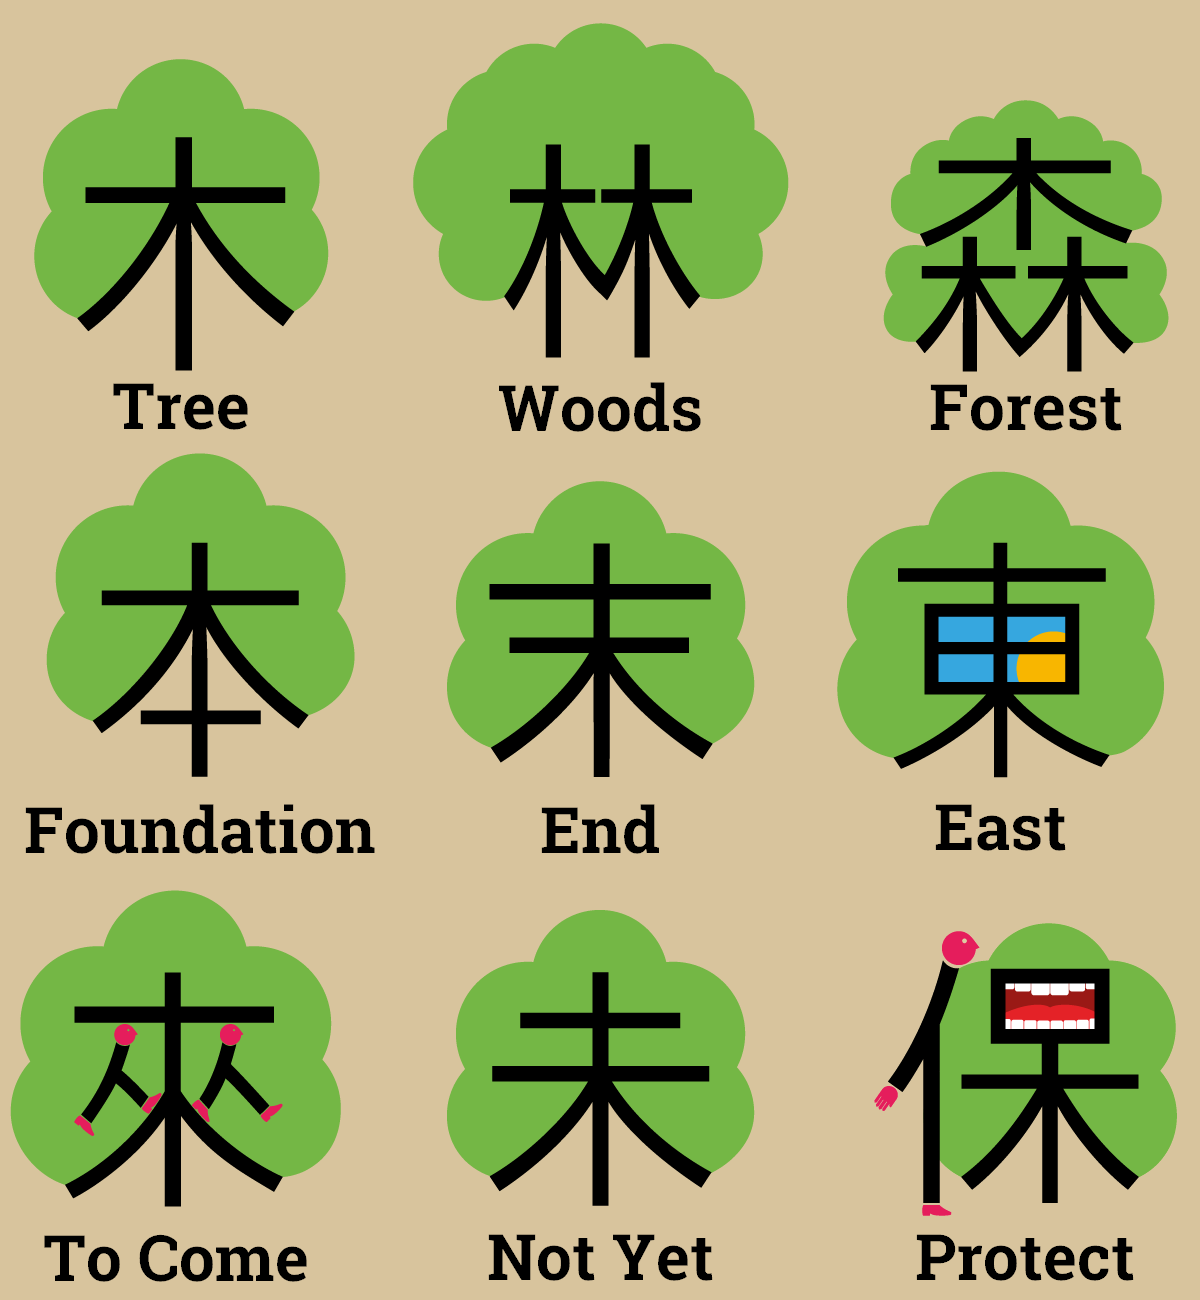 木 林 森
Tree Woods Forest
本 末 東
Foundation End East
來 未 保
To Come Not Yet Protect